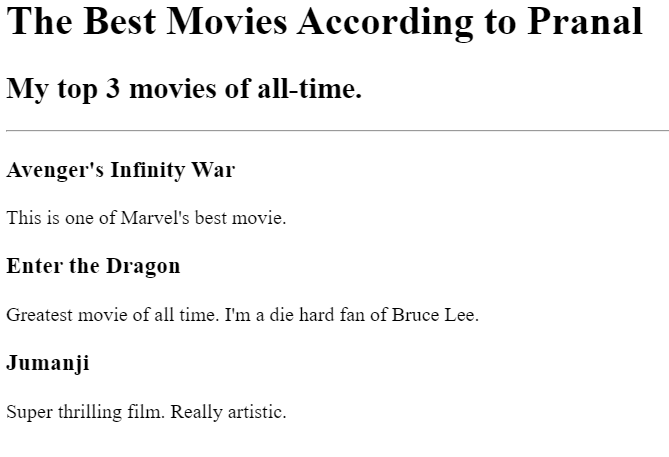 The Best Movies According to Pranal
My top 3 movies of all-time.
Avenger's Infinity War
This is one of Marvel's best movie.
Enter the Dragon
Greatest movie of all time. I'm a die hard fan of Bruce Lee.
Jumanji
Super thrilling film. Really artistic.